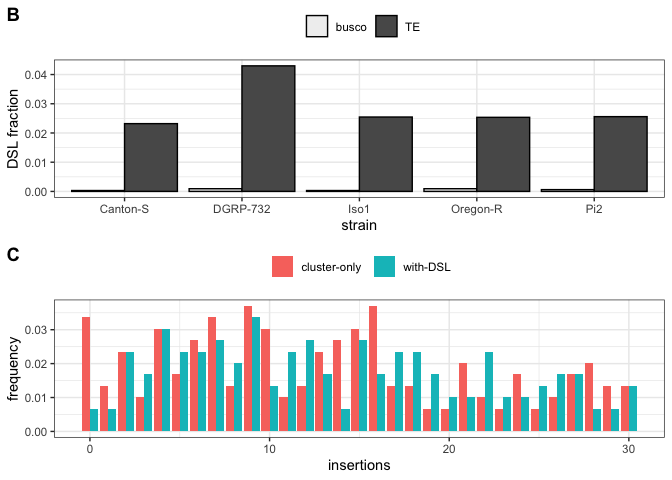 B
busco TE
DSL fraction
0.04
0.03
0.02
0.01
0.00
Canton-S DGRP-732 Iso1 Oregon-R Pi2
strain
C
cluster-only with-DSL
frequency
0.03
0.02
0.01
0.00
0 10 20 30
insertions